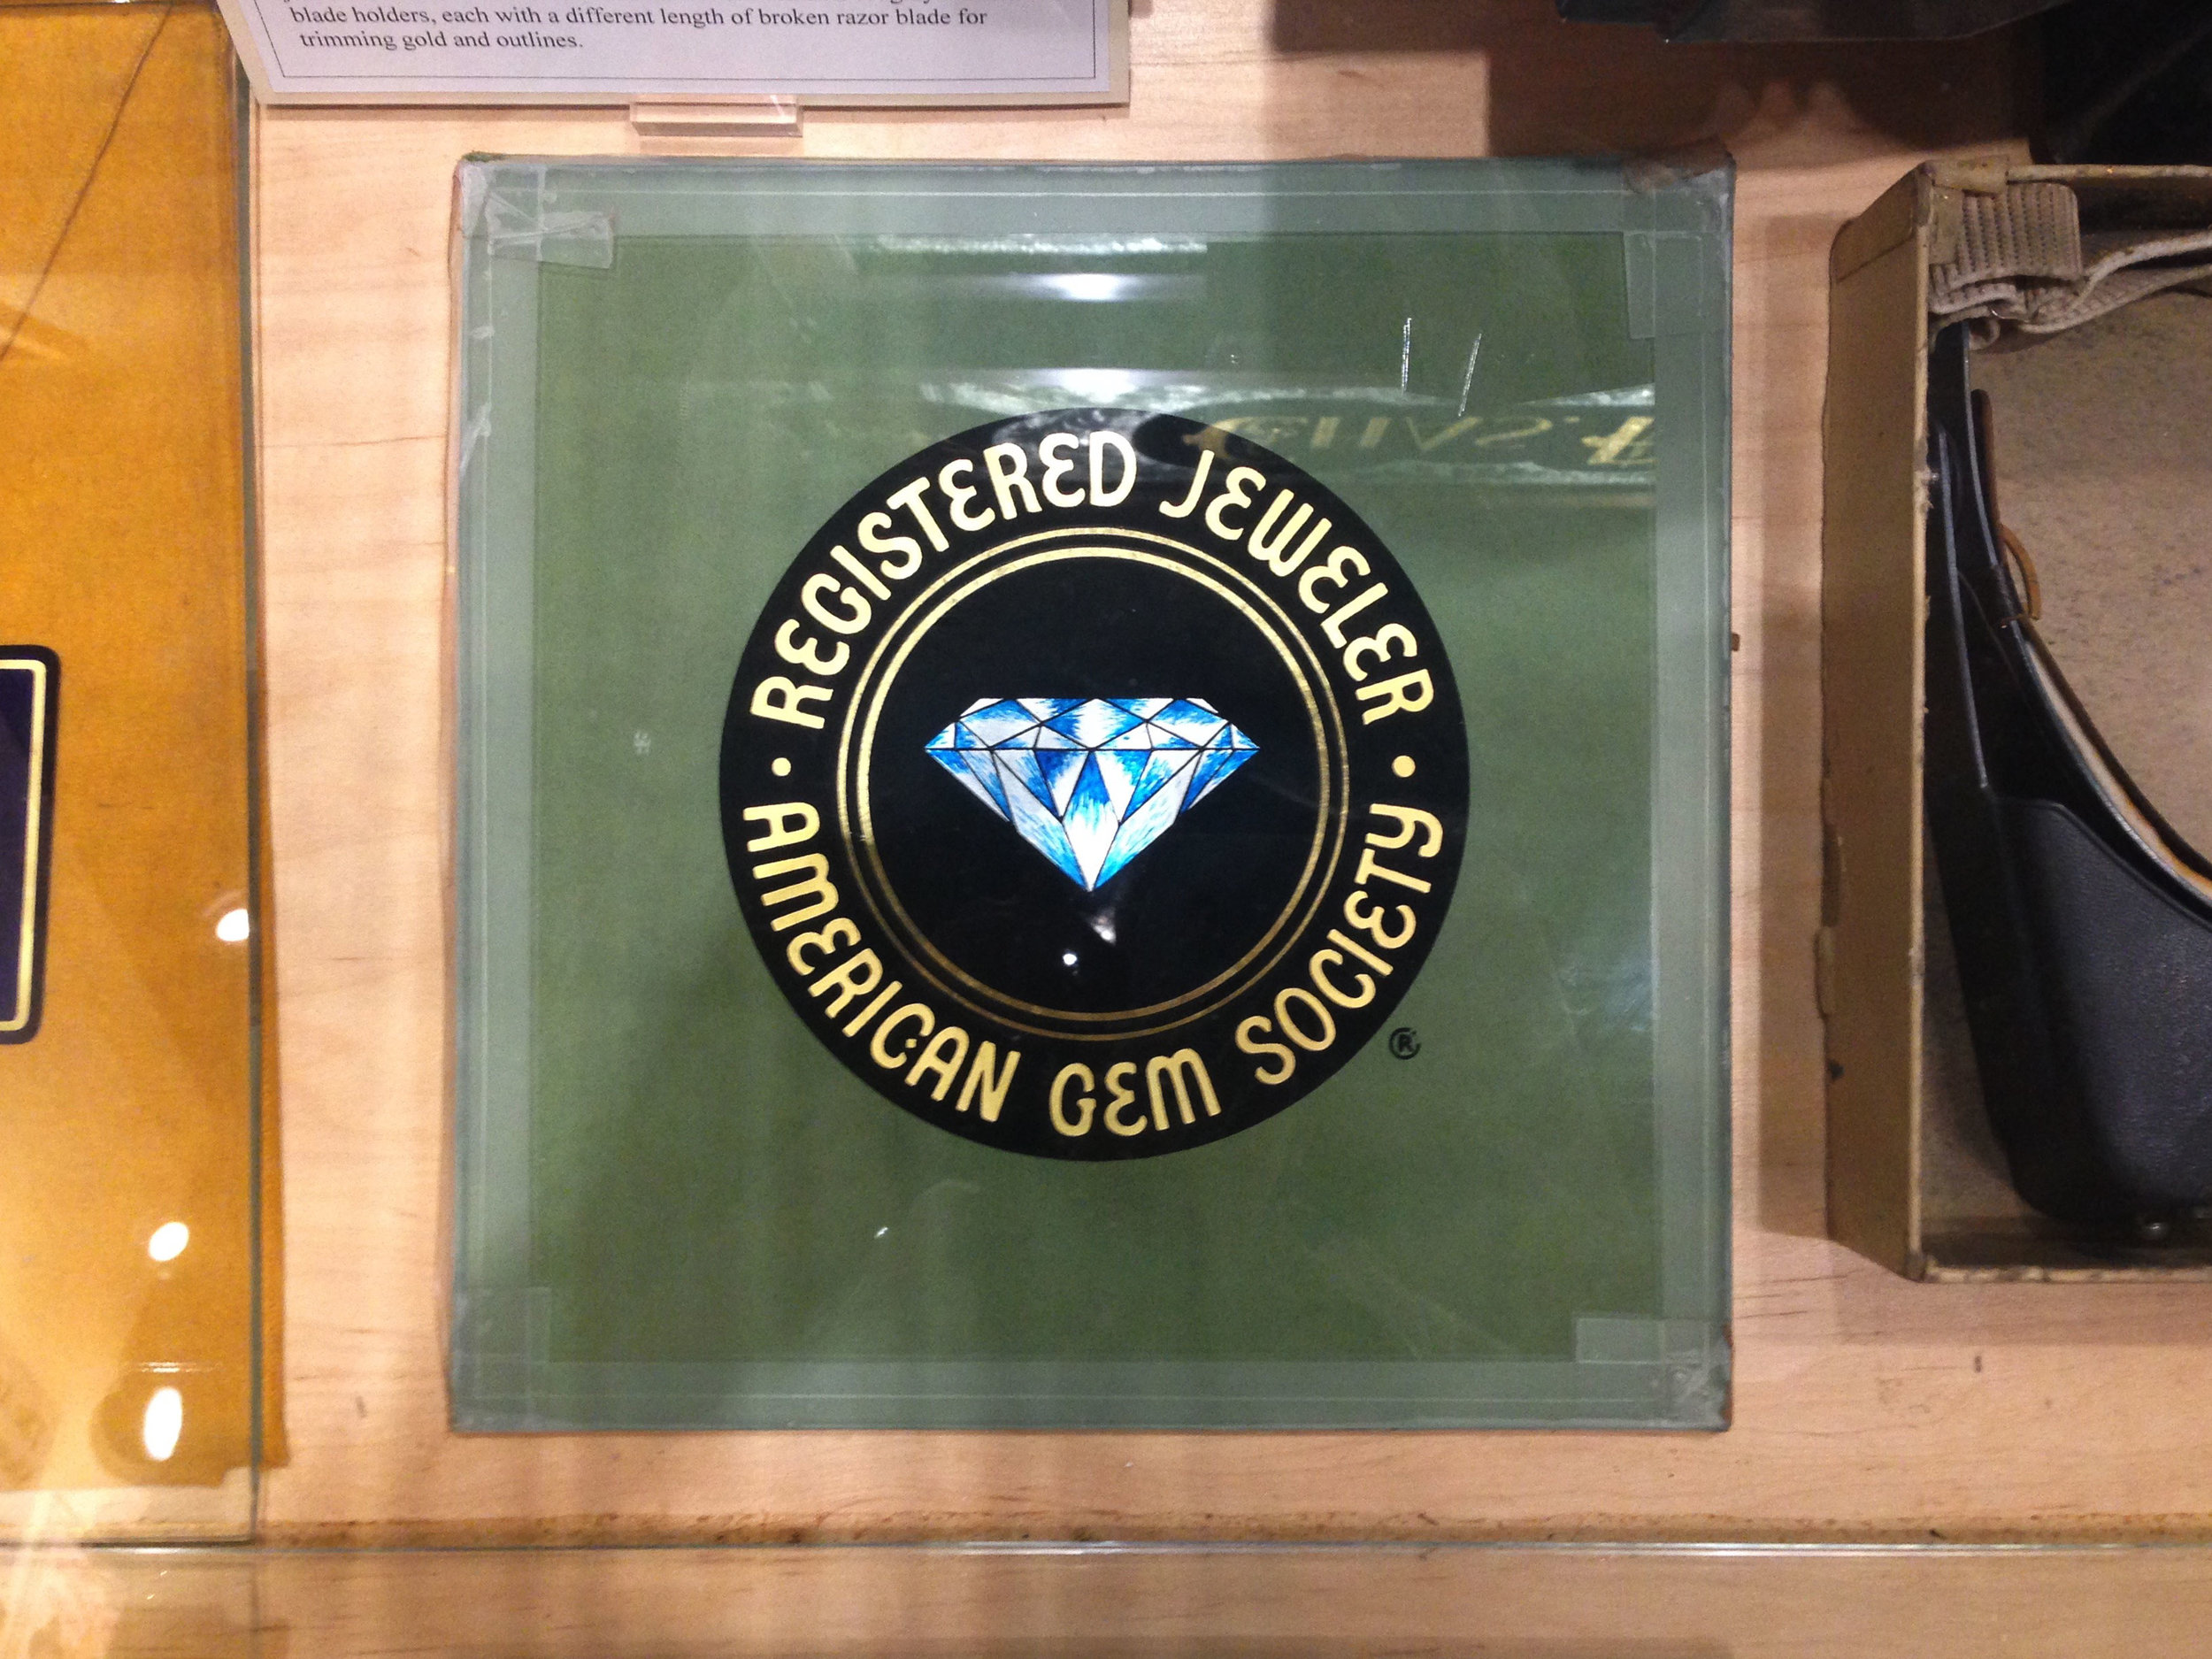 blade holders, each with a different length of broken razor blade for
trimming gold and outlines.
• REGISTERED JEWELER •
AMERICAN GEM SOCIETY
®